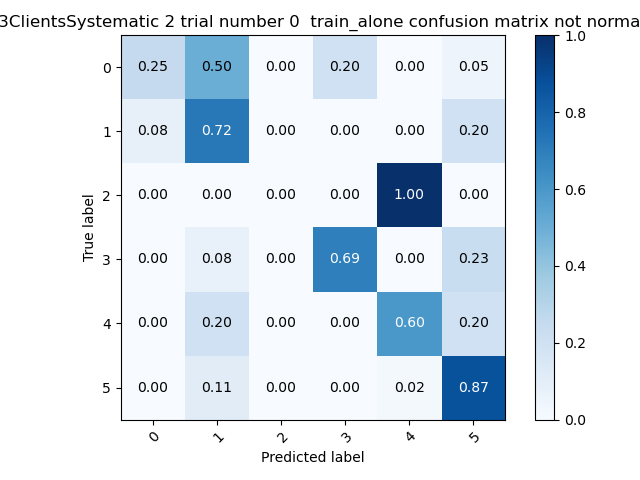 3ClientsSystematic 2 trial number 0  train_alone confusion matrix not norma
0 0.25 0.50 0.00 0.20 0.00 0.05
1 0.08 0.72 0.00 0.00 0.00 0.20
2 0.00 0.00 0.00 0.00 1.00 0.00
3 0.00 0.08 0.00 0.69 0.00 0.23
4 0.00 0.20 0.00 0.00 0.60 0.20
5 0.00 0.11 0.00 0.00 0.02 0.87
0 1 2 3 4 5
True label
Predicted label
1.0
0.8
0.6
0.4
0.2
0.0